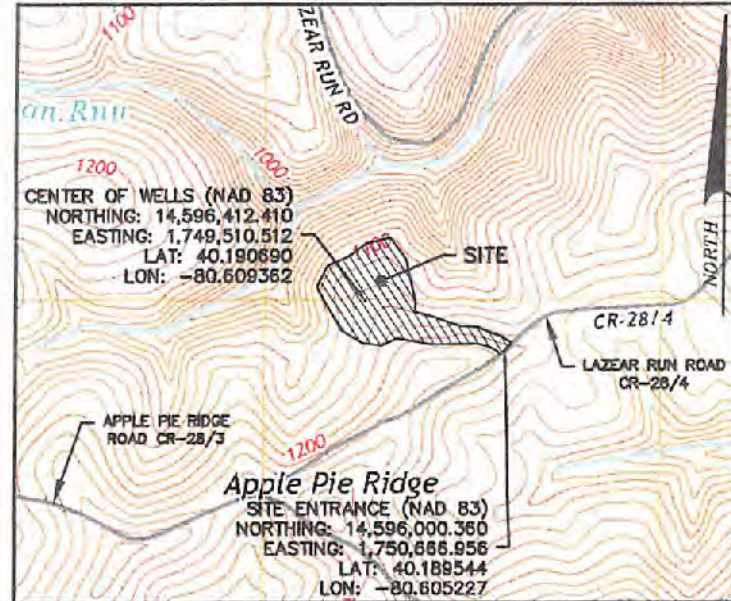 1100
ZEAR RUN RD
an Run
1200
1000
CENTER OF WELLS (NAD 83)
NORTHING: 14,596,412.410
EASTING: 1,749,510.512
LAT: 40.190690
LON: -80.609362
SITE
NORTH
CR-28/4
LAZEAR RUN ROAD
CR-28/4
APPLE PIE RIDGE
ROAD CR-28/3
1200
Apple Pie Ridge
SITE ENTRANCE (NAD 83)
NORTHING: 14,596,000.360
EASTING: 1,750,666.956
LAT: 40.189544
LON: -80.605227